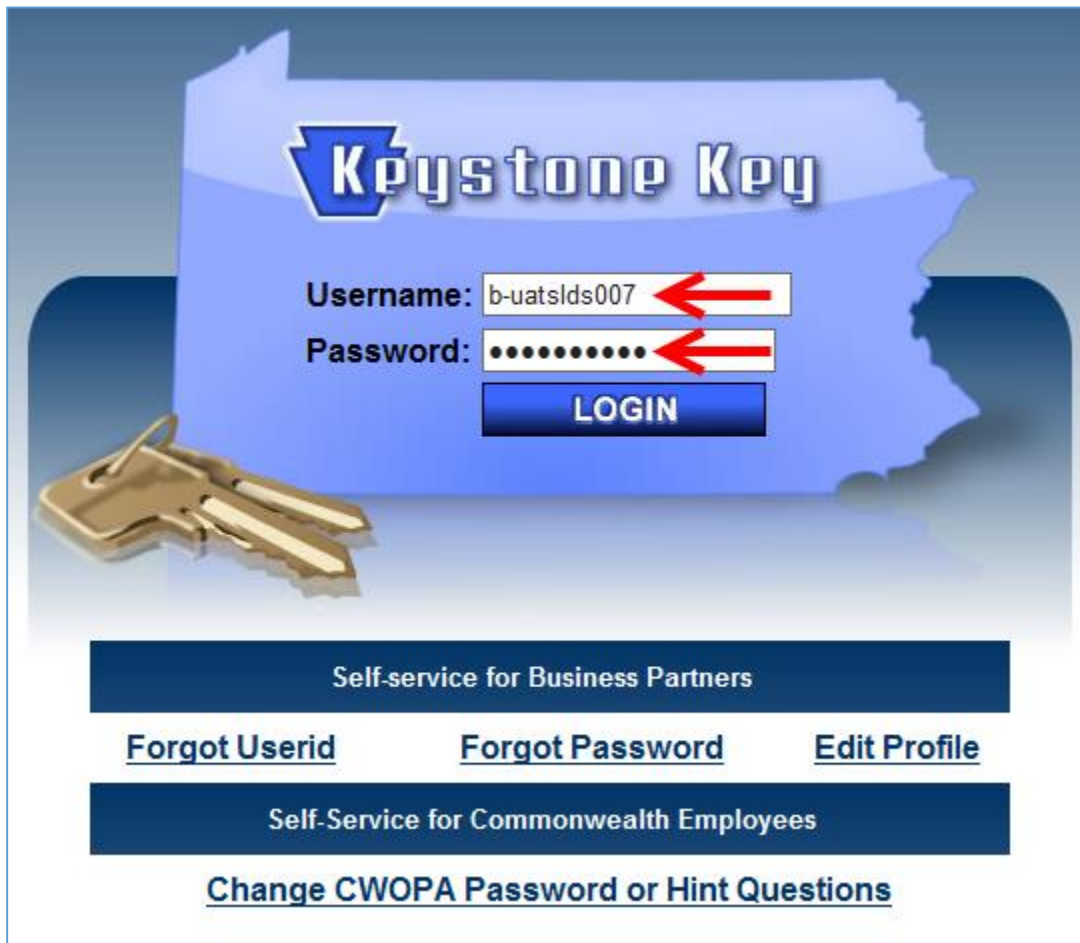 Keystone Key
Username: b-uatslds007
Password: ••••••••••
LOGIN
Self-service for Business Partners
Forgot Userid Forgot Password Edit Profile
Self-Service for Commonwealth Employees
Change CWOPA Password or Hint Questions